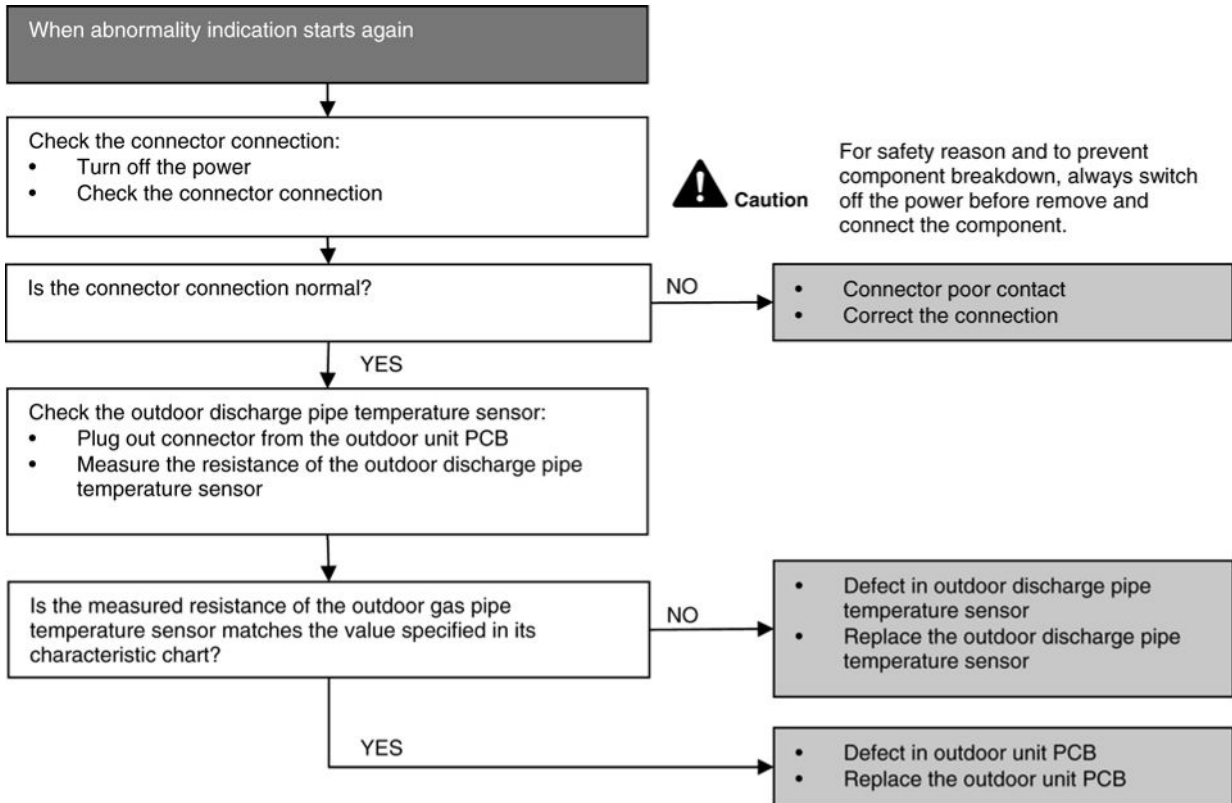 When abnormality indication starts again
Check the connector connection:
• Turn off the power
• Check the connector connection
Caution
For safety reason and to prevent
component breakdown, always switch
off the power before remove and
connect the component.
Is the connector connection normal?
NO
• Connector poor contact
• Correct the connection
YES
Check the outdoor discharge pipe temperature sensor:
• Plug out connector from the outdoor unit PCB
• Measure the resistance of the outdoor discharge pipe
temperature sensor
Is the measured resistance of the outdoor gas pipe
temperature sensor matches the value specified in its
characteristic chart?
NO
• Defect in outdoor discharge pipe
temperature sensor
• Replace the outdoor discharge pipe
temperature sensor
YES
• Defect in outdoor unit PCB
• Replace the outdoor unit PCB